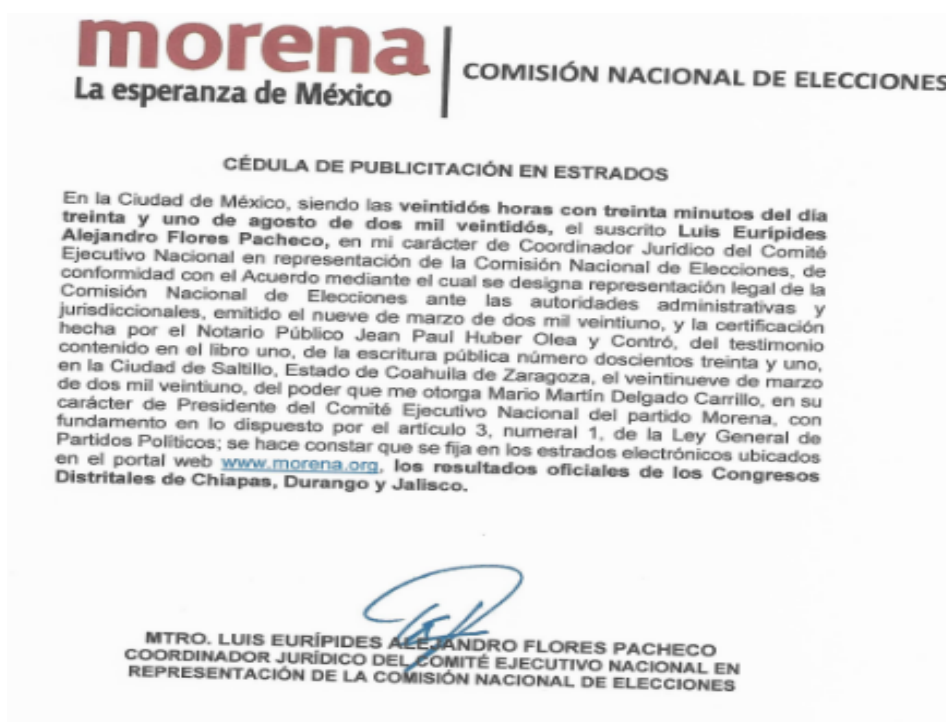 morena
La esperanza de México
COMISIÓN NACIONAL DE ELECCIONES
CÉDULA DE PUBLICITACIÓN EN ESTRADOS
En la Ciudad de México, siendo las veintidós horas con treinta minutos del día
treinta y uno de agosto de dos mil veintidós, el suscrito Luis Eurípides
Alejandro Flores Pacheco, en mi carácter de Coordinador Jurídico del Comité
Ejecutivo Nacional en representación de la Comisión Nacional de Elecciones, de
conformidad con el Acuerdo mediante el cual se designa representación legal de la
Comisión Nacional de Elecciones ante las autoridades administrativas y
jurisdiccionales, emitido el nueve de marzo de dos mil veintiuno, y la certificación
hecha por el Notario Público Jean Paul Huber Olea y Contró, del testimonio
contenido en el libro uno, de la escritura pública número doscientos treinta y uno,
en la Ciudad de Saltillo, Estado de Coahuila de Zaragoza, el veintinueve de marzo
de dos mil veintiuno, del poder que me otorga Mario Martín Delgado Carrillo, en su
carácter de Presidente del Comité Ejecutivo Nacional del partido Morena, con
fundamento en lo dispuesto por el artículo 3, numeral 1, de la Ley General de
Partidos Políticos; se hace constar que se fija en los estrados electrónicos ubicados
en el portal web www.morena.org, los resultados oficiales de los Congresos
Distritales de Chiapas, Durango y Jalisco.
MTRO. LUIS EURÍPIDES ALEJANDRO FLORES PACHECO
COORDINADOR JURÍDICO DEL COMITÉ EJECUTIVO NACIONAL EN
REPRESENTACIÓN DE LA COMISIÓN NACIONAL DE ELECCIONES